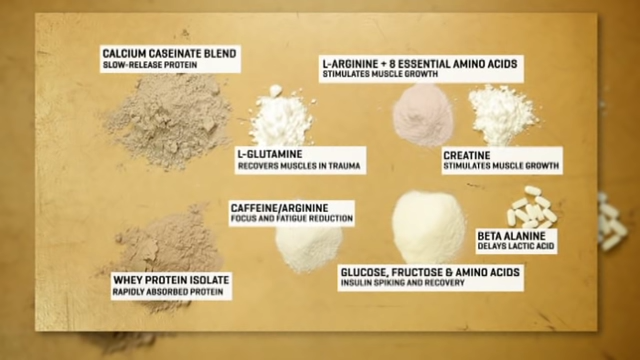 CALCIUM CASEINATE BLEND
SLOW-RELEASE PROTEIN
L-ARGININE + 8 ESSENTIAL AMINO ACIDS
STIMULATES MUSCLE GROWTH
L-GLUTAMINE
RECOVERS MUSCLES IN TRAUMA
CREATINE
STIMULATES MUSCLE GROWTH
CAFFEINE/ARGININE
FOCUS AND FATIGUE REDUCTION
BETA ALANINE
DELAYS LACTIC ACID
WHEY PROTEIN ISOLATE
RAPIDLY ABSORBED PROTEIN
GLUCOSE, FRUCTOSE & AMINO ACIDS
INSULIN SPIKING AND RECOVERY